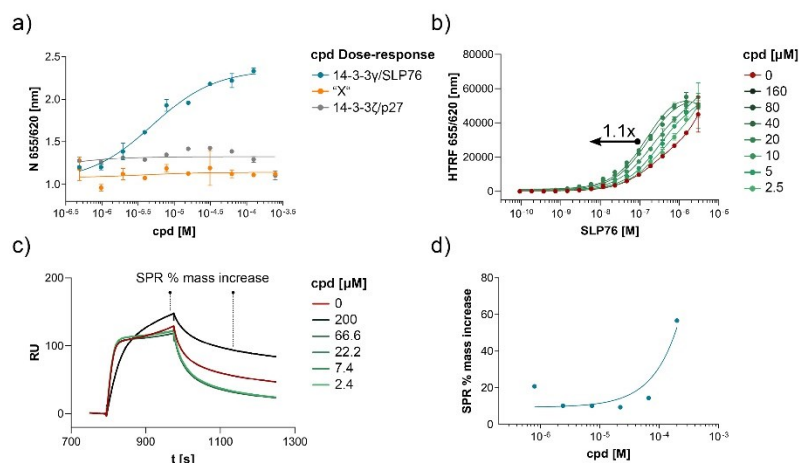 a)
cpd Dose-response
14-3-3γ/SLP76
"X"
14-3-3ζ/p27
N 655/620 [nm]
2.5
2.0
1.5
1.0
10^-6.5 10^-6 10^-5.5 10^-5 10^-4.5 10^-4 10^-3.5
cpd [M]
b)
cpd [µM]
0
160
80
40
20
10
5
2.5
HTRF 655/620 [nm]
80000
60000
40000
20000
0
1.1x
10^-10 10^-9 10^-8 10^-7 10^-6 10^-5
SLP76 [M]
c)
SPR % mass increase
cpd [µM]
0
200
66.6
22.2
7.4
2.4
RU
200
100
0
700 900 1100 1300
t [s]
d)
SPR % mass increase
80
60
40
20
0
10^-6 10^-5 10^-4 10^-3
cpd [M]